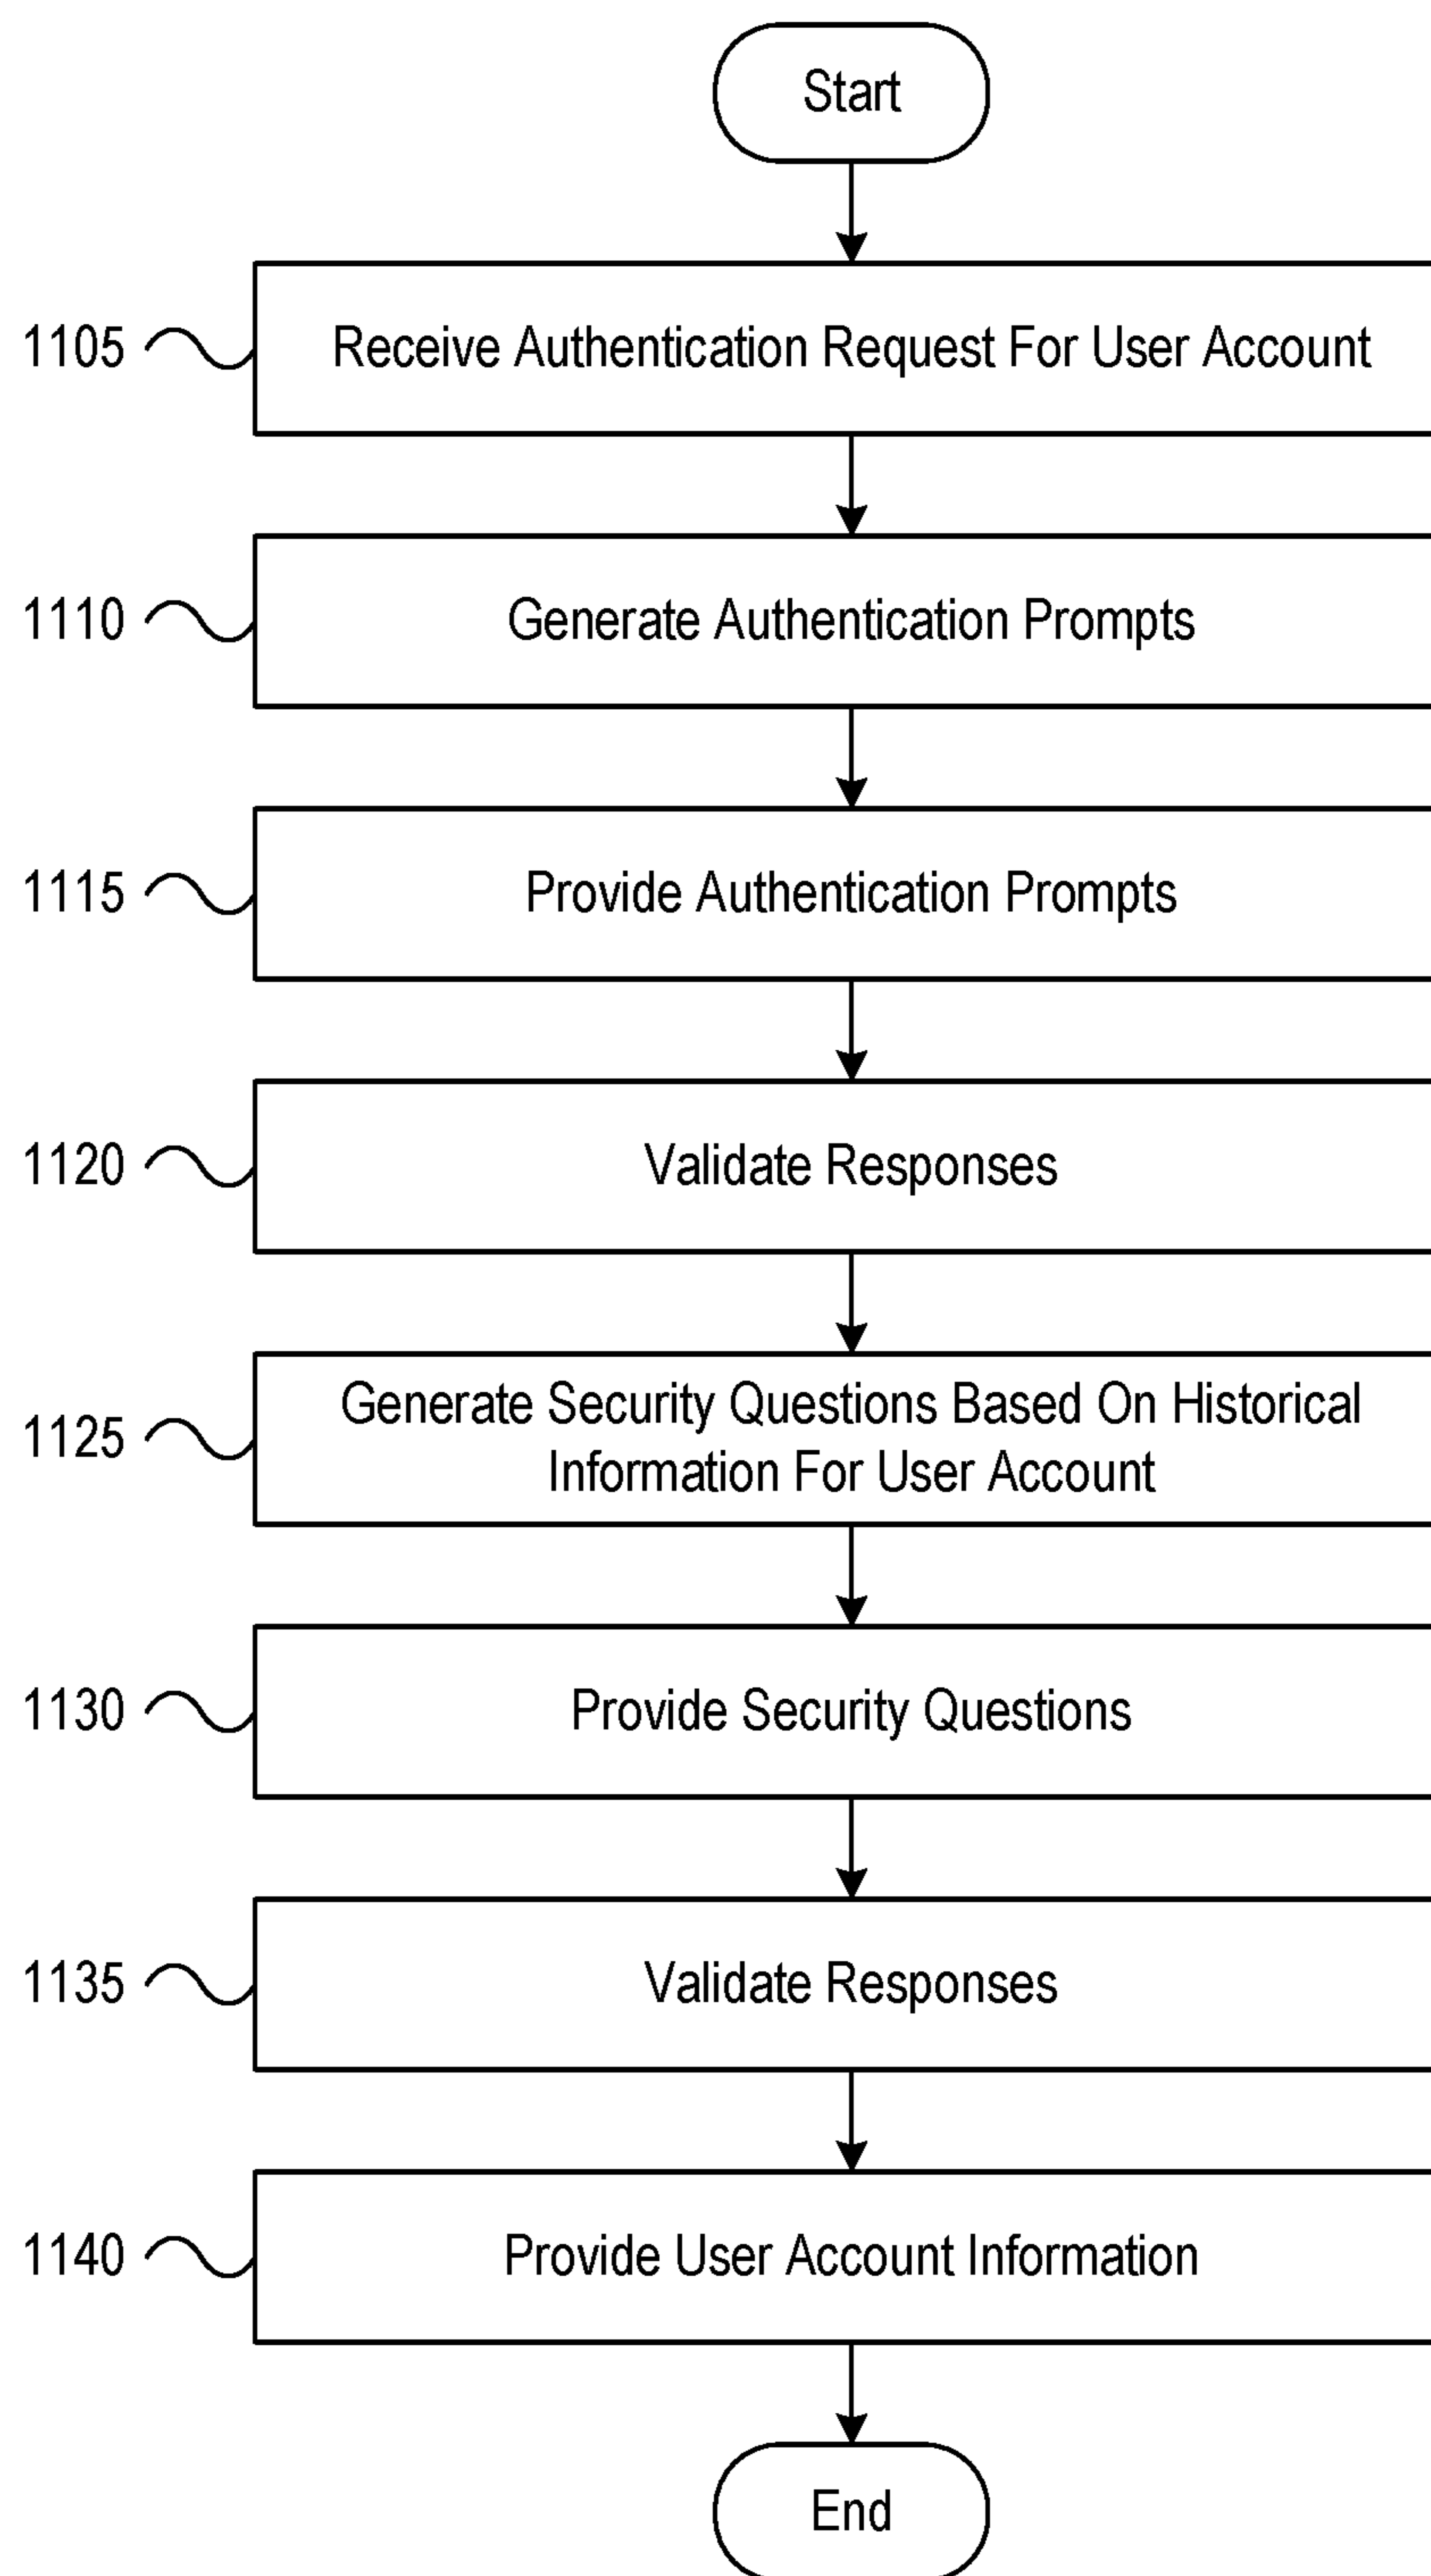 Start
1105
Receive Authentication Request For User Account
1110
Generate Authentication Prompts
1115
Provide Authentication Prompts
1120
Validate Responses
1125
Generate Security Questions Based On Historical
Information For User Account
1130
Provide Security Questions
1135
Validate Responses
1140
Provide User Account Information
End